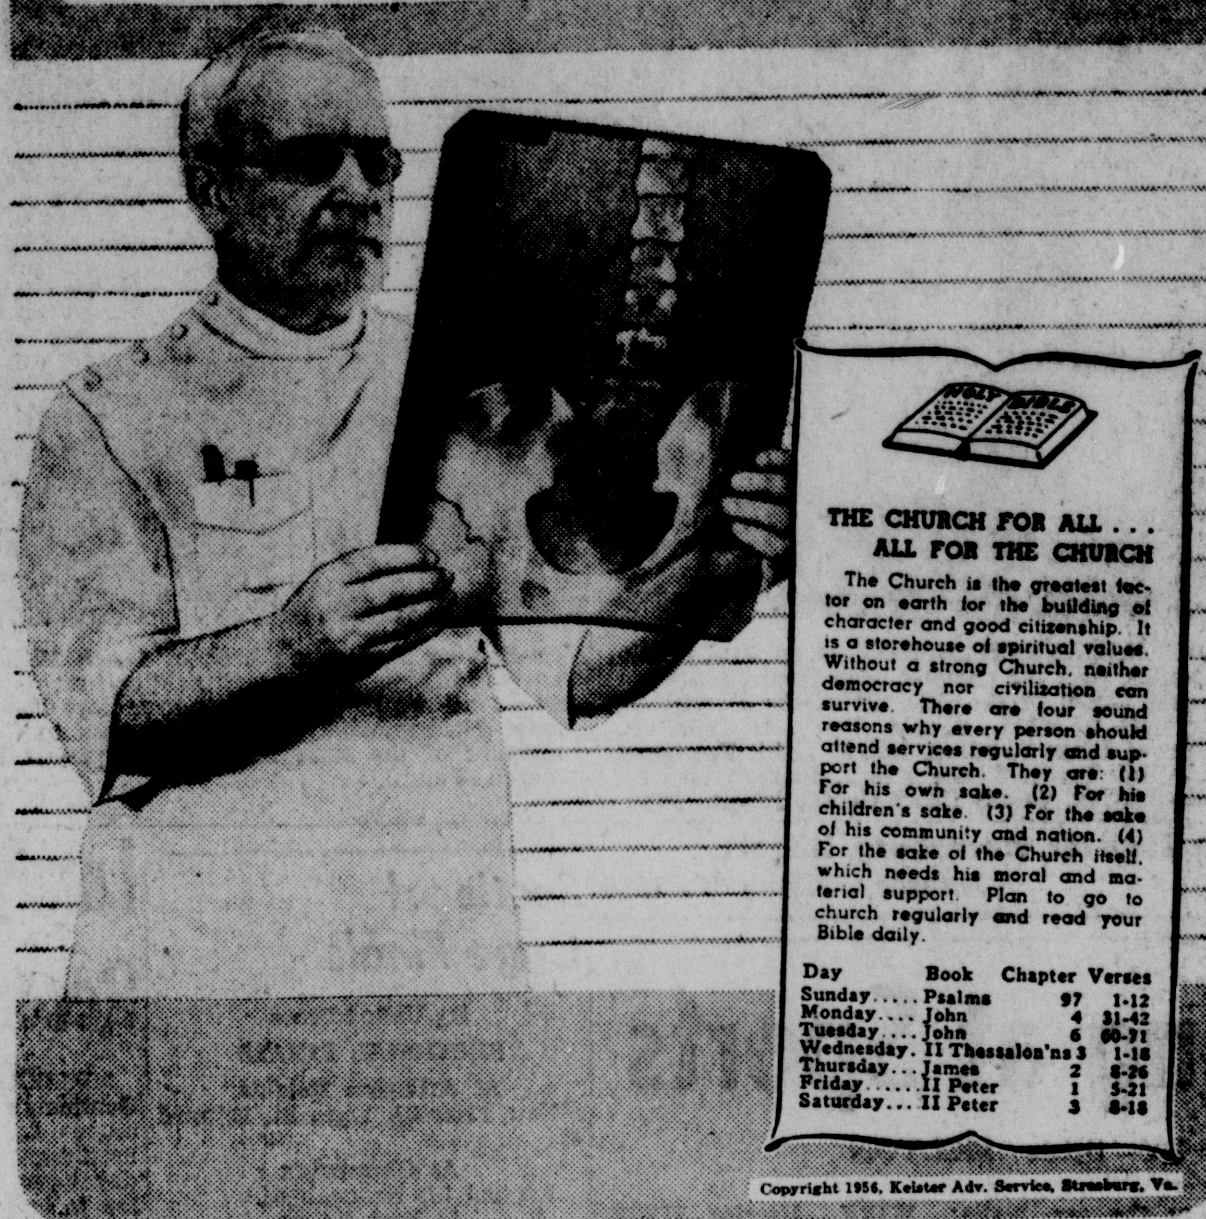 HOLY BIBLE
THE CHURCH FOR ALL . . .
ALL FOR THE CHURCH
The Church is the greatest fac-
tor on earth for the building of
character and good citizenship. It
is a storehouse of spiritual values.
Without a strong Church, neither
democracy nor civilization can
survive. There are four sound
reasons why every person should
attend services regularly and sup-
port the Church. They are: (1)
For his own sake. (2) For his
children's sake. (3) For the sake
of his community and nation. (4)
For the sake of the Church itself,
which needs his moral and ma-
terial support. Plan to go to
church regularly and read your
Bible daily.
Day Book Chapter Verses
Sunday..... Psalms 97 1-12
Monday.... John 4 31-42
Tuesday.... John 6 60-71
Wednesday. II Thessalon'ns 3 1-18
Thursday... James 2 8-26
Friday...... II Peter 1 5-21
Saturday... II Peter 3 8-18
Copyright 1956, Keister Adv. Service, Strasburg, Va.